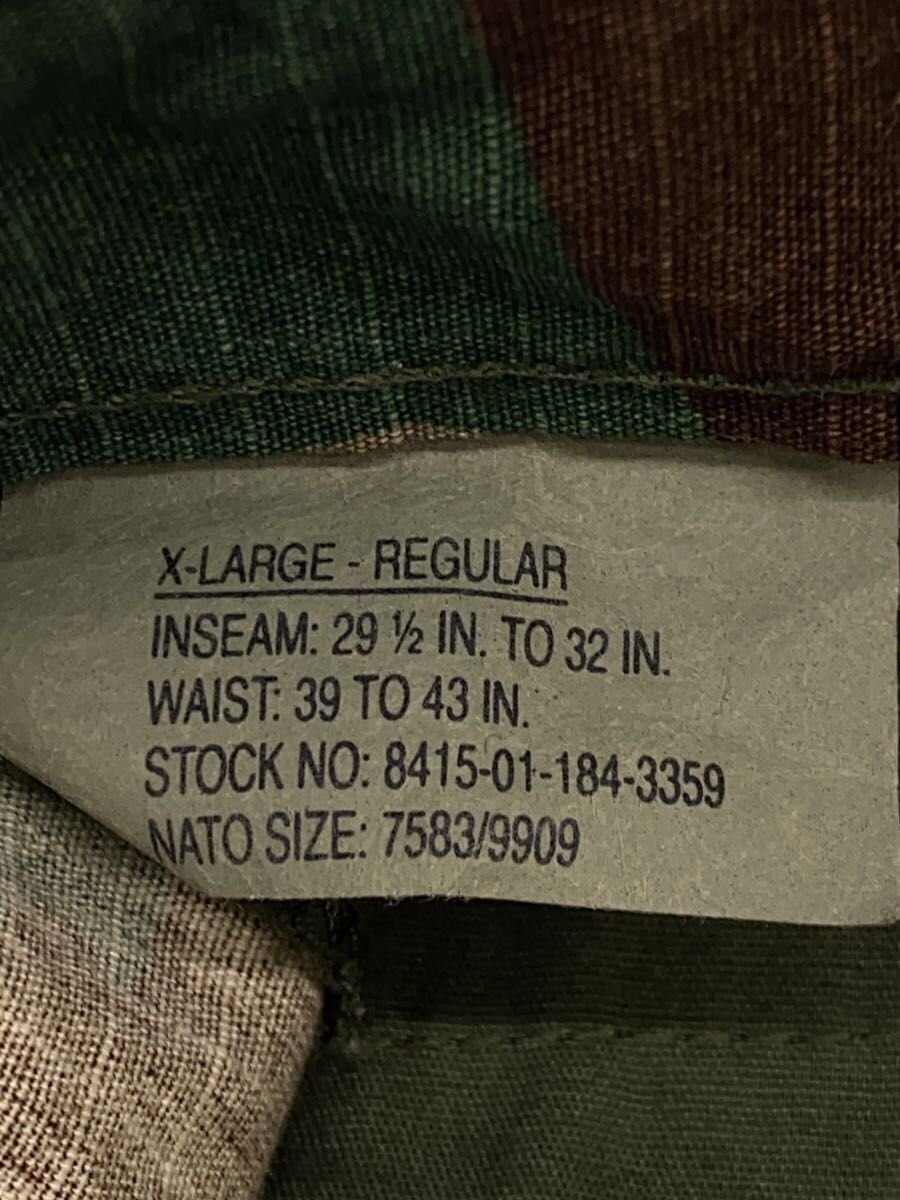 X-LARGE - REGULAR
INSEAM: 29 ½ IN. TO 32 IN.
WAIST: 39 TO 43 IN.
STOCK NO: 8415-01-184-3359
NATO SIZE: 7583/9909